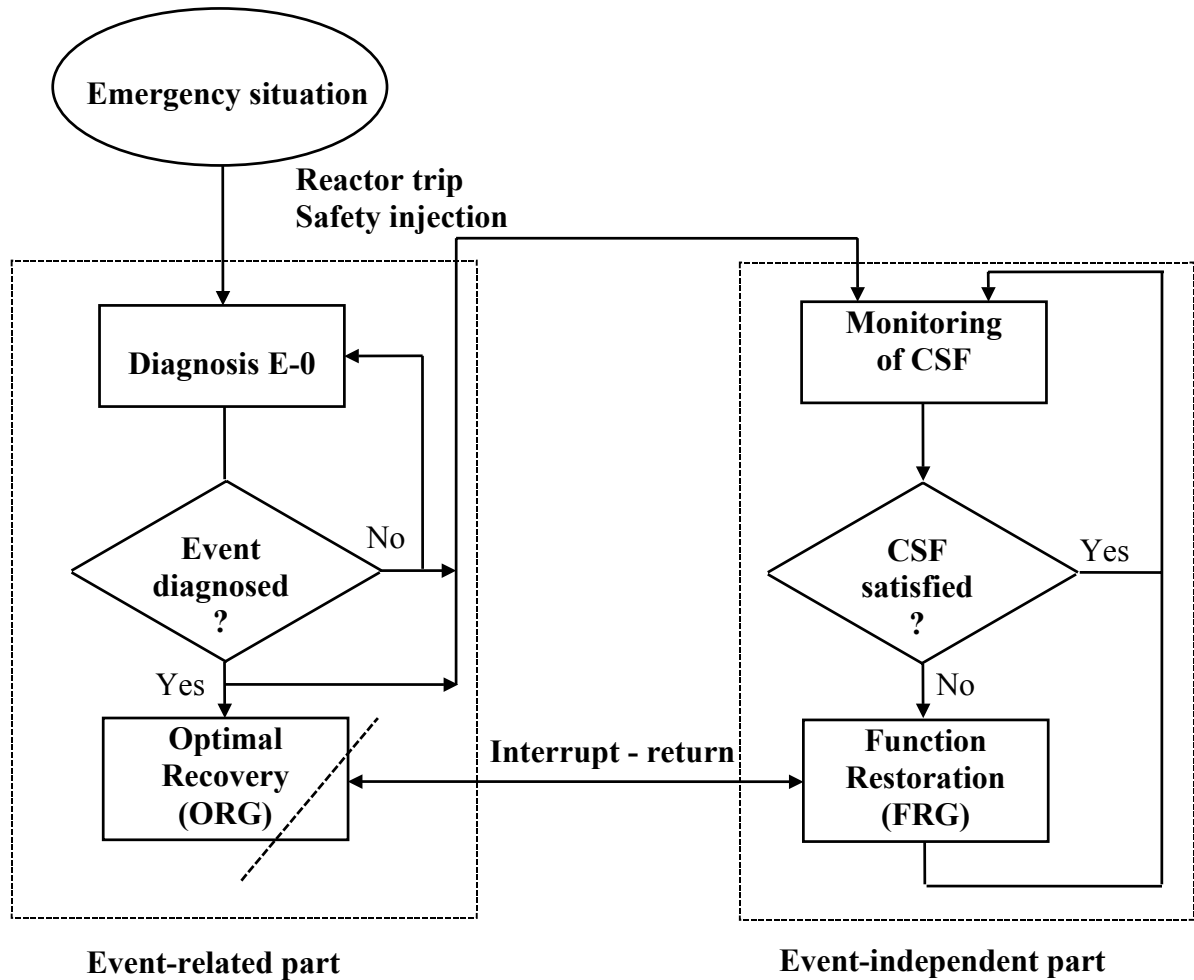 Emergency situation
Reactor trip
Safety injection
Diagnosis E-0
Event
diagnosed
?
No
Yes
Optimal
Recovery
(ORG)
Interrupt - return
Monitoring
of CSF
CSF
satisfied
?
Yes
No
Function
Restoration
(FRG)
Event-related part
Event-independent part